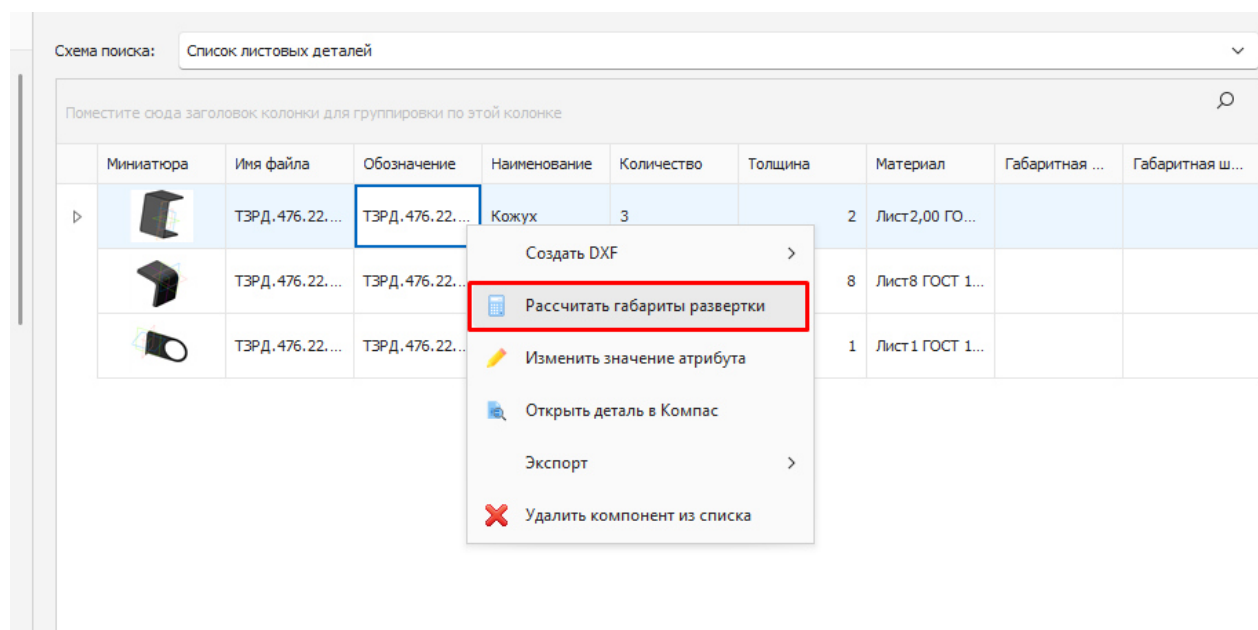 Схема поиска: Список листовых деталей
Поместите сюда заголовок колонки для группировки по этой колонке
Миниатюра Имя файла Обозначение Наименование Количество Толщина Материал Габаритная ... Габаритная ш...
ТЗРД.476.22.... ТЗРД.476.22.... Кожух 3 2 Лист2,00 ГО...
ТЗРД.476.22.... ТЗРД.476.22... 8 Лист8 ГОСТ 1...
ТЗРД.476.22.... ТЗРД.476.22... 1 Лист1 ГОСТ 1...
Создать DXF
Рассчитать габариты развертки
Изменить значение атрибута
Открыть деталь в Компас
Экспорт
Удалить компонент из списка